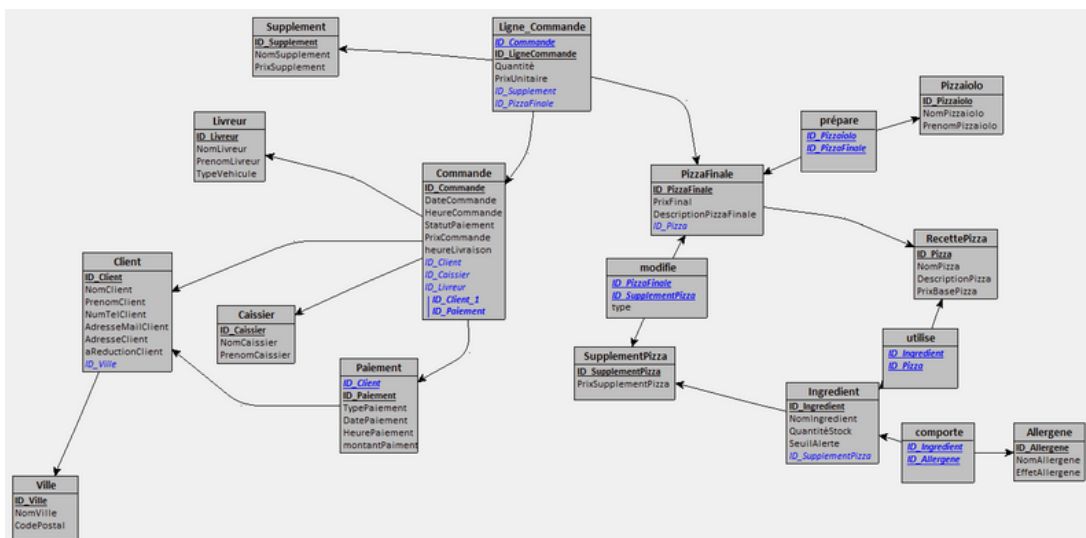 Supplement
ID_Supplement
NomSupplement
PrixSupplement
Ligne_Commande
ID_Commande
ID_LigneCommande
Quantité
PrixUnitaire
ID_Supplement
ID_PizzaFinale
Pizzaiolo
ID_Pizzaiolo
NomPizzaiolo
PrenomPizzaiolo
prépare
ID_Pizzaiolo
ID_PizzaFinale
Livreur
ID_Livreur
NomLivreur
PrenomLivreur
TypeVehicule
Commande
ID_Commande
DateCommande
HeureCommande
StatutPaiement
PrixCommande
heureLivraison
ID_Client
ID_Caissier
ID_Livreur
ID_Client_1
ID_Paiement
PizzaFinale
ID_PizzaFinale
PrixFinal
DescriptionPizzaFinale
ID_Pizza
RecettePizza
ID_Pizza
NomPizza
DescriptionPizza
PrixBasePizza
Client
ID_Client
NomClient
PrenomClient
NumTelClient
AdresseMailClient
AdresseClient
aReductionClient
ID_Ville
modifie
ID_PizzaFinale
ID_SupplementPizza
type
Caissier
ID_Caissier
NomCaissier
PrenomCaissier
utilise
ID_Ingredient
ID_Pizza
SupplementPizza
ID_SupplementPizza
PrixSupplementPizza
Paiement
ID_Client
ID_Paiement
TypePaiement
DatePaiement
HeurePaiement
montantPaiment
Ingredient
ID_Ingredient
NomIngredient
QuantitéStock
SeuilAlerte
ID_SupplementPizza
comporte
ID_Ingredient
ID_Allergene
Allergene
ID_Allergene
NomAllergene
EffetAllergene
Ville
ID_Ville
NomVille
CodePostal